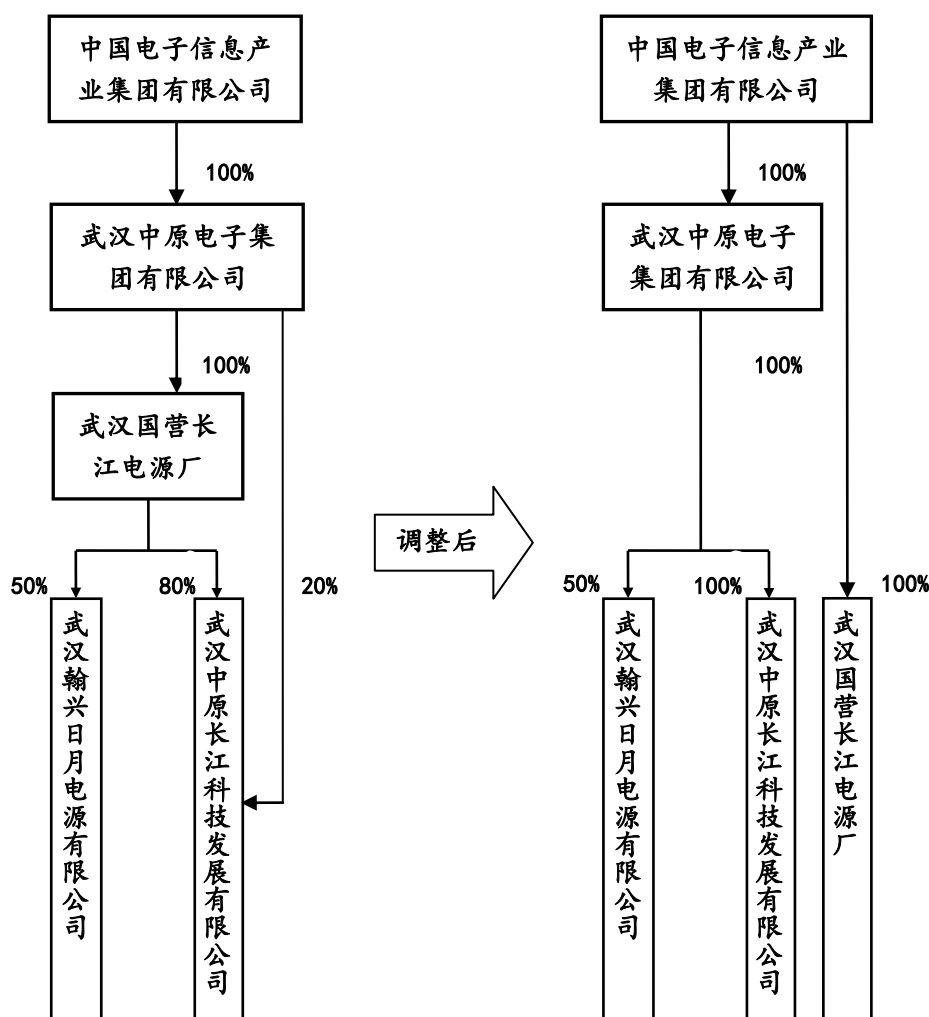 中国电子信息产
业集团有限公司
100%
武汉中原电子集
团有限公司
100%
武汉国营长
江电源厂
50%
80%
20%
武汉翰兴日月电源有限公司
武汉中原长江科技发展有限公司
调整后
中国电子信息产业
集团有限公司
100%
武汉中原电子
集团有限公司
100%
50%
100%
100%
武汉翰兴日月电源有限公司
武汉中原长江科技发展有限公司
武汉国营长江电源厂